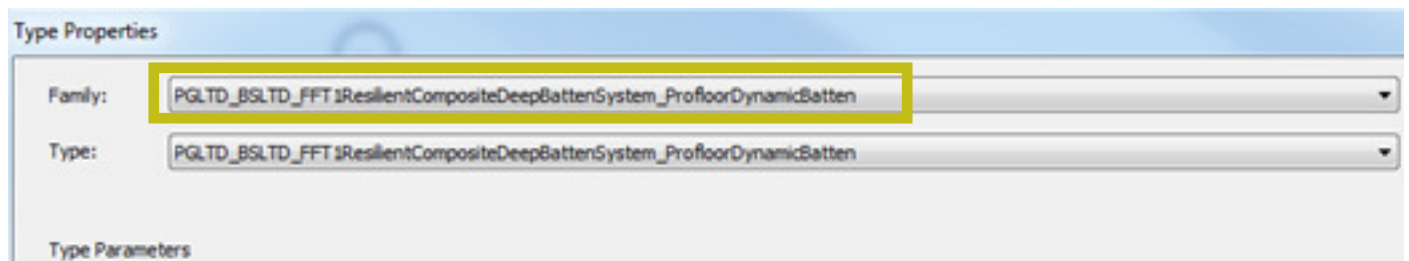 Type Properties
Family: PGLTD_BSLTD_FFT1ResilientCompositeDeepBattenSystem_ProfloorDynamicBatten
Type: PGLTD_BSLTD_FFT1ResilientCompositeDeepBattenSystem_ProfloorDynamicBatten
Type Parameters